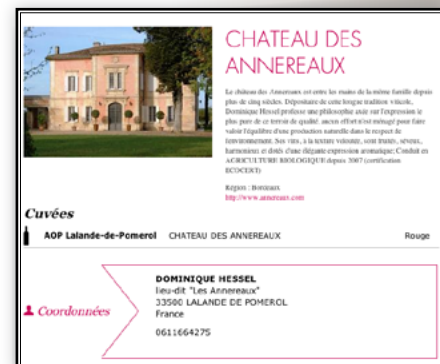 CHATEAU DES
ANNEREAUX
Le château des Annereaux est entre les mains de la même famille depuis
plus de cinq siècles. Dépositaire de cette longue tradition viticole,
Dominique Hessel professe une philosophie axée sur l'expression le
plus pure de ce terroir de qualité. aucun effort n'est ménagé pour faire
valoir l'équilibre d'une production naturelle dans le respect de
l'environnement. Ses vins, à la texture veloutée, sont fruités, séveux,
harmonieux et dotés d'une élégante expression aromatique; Conduit en
AGRICULTURE BIOLOGIQUE depuis 2007 (certification
ECOCERT)
Région : Bordeaux
http://www.annereaux.com
Cuvées
AOP Lalande-de-Pomerol CHATEAU DES ANNEREAUX Rouge
Coordonnées
DOMINIQUE HESSEL
lieu-dit "Les Annereaux"
33500 LALANDE DE POMEROL
France
0611664275